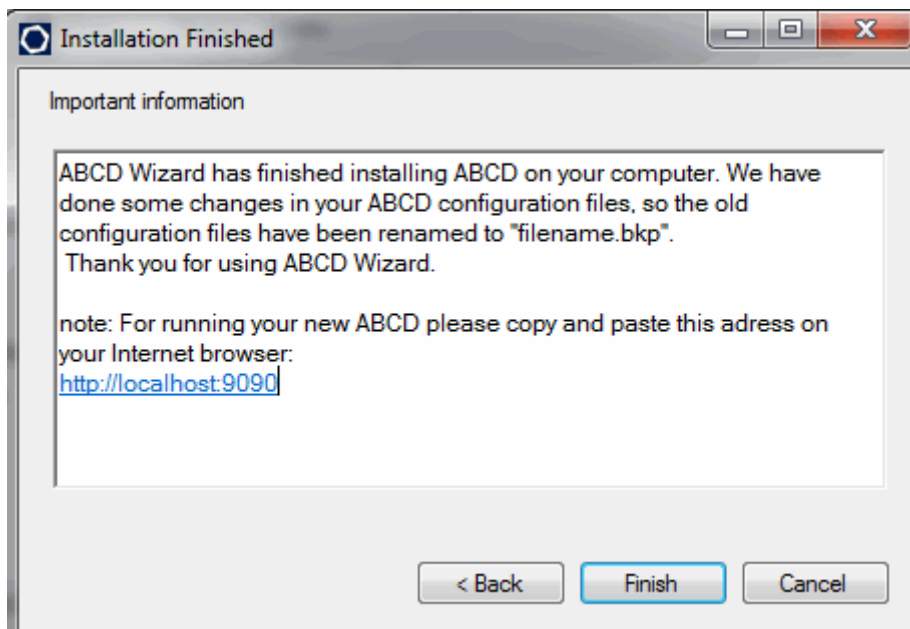 Installation Finished
Important information
ABCD Wizard has finished installing ABCD on your computer. We have
done some changes in your ABCD configuration files, so the old
configuration files have been renamed to "filename.bkp".
Thank you for using ABCD Wizard.
note: For running your new ABCD please copy and paste this adress on
your Internet browser:
http://localhost:9090
< Back Finish Cancel